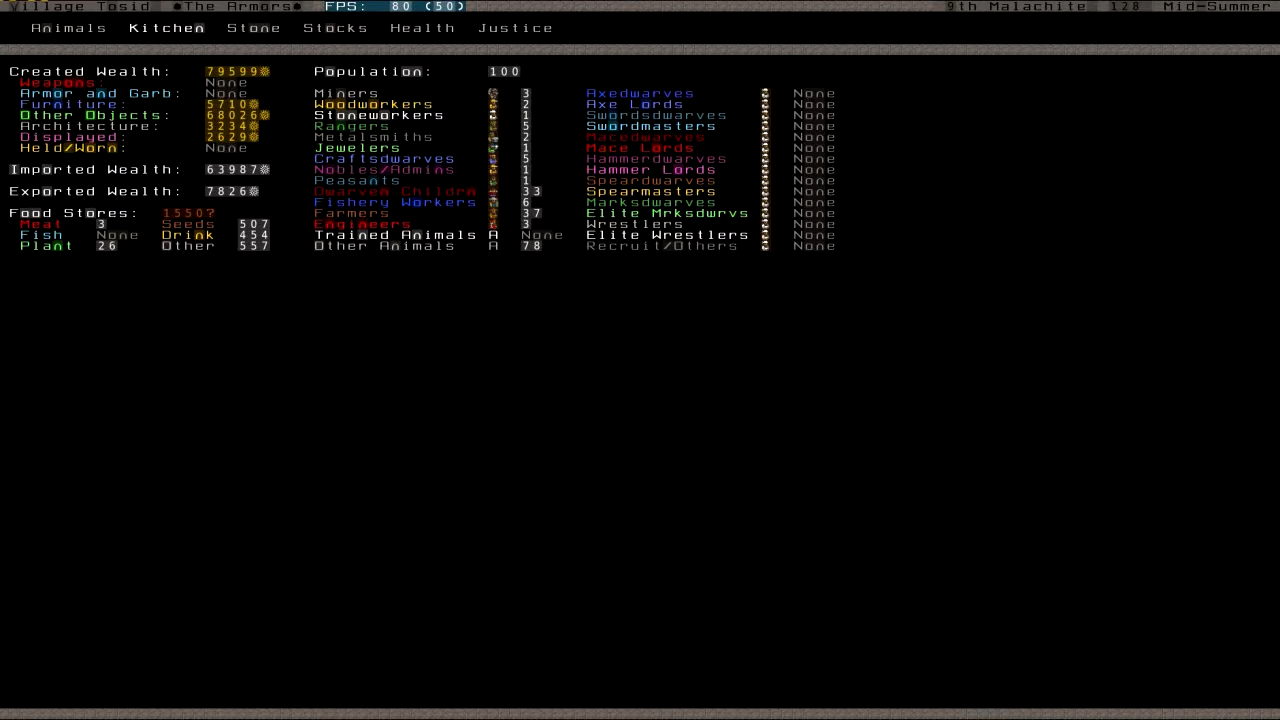 Village Tosid "The Armors" FPS: 80 (50) 9th Malachite 128 Mid-Summer
Animals Kitchen Stone Stocks Health Justice
Created Wealth: 79599☼ Population: 100
Weapons: None
Armor and Garb: None Miners 3 Axedwarves None
Furniture: 5710☼ Woodworkers 2 Axe Lords None
Other Objects: 68026☼ Stoneworkers 1 Swordsdwarves None
Architecture: 3234☼ Rangers 5 Swordmasters None
Displayed: 2629☼ Metalsmiths 2 Macedwarves None
Held/Worn: None Jewelers 1 Mace Lords None
Craftsdwarves 5 Hammerdwarves None
Imported Wealth: 63987☼ Nobles/Admins 1 Hammer Lords None
Peasants 1 Speardwarves None
Exported Wealth: 7826☼ Dwarven Childrn 33 Spearmasters None
Fishery Workers 6 Marksdwarves None
Food Stores: 1550? Farmers 37 Elite Mrksdwrvs None
Meat 3 Seeds 507 Engineers 3 Wrestlers None
Fish None Drink 454 Trained Animals A None Elite Wrestlers None
Plant 26 Other 557 Other Animals A 78 Recruit/Others None